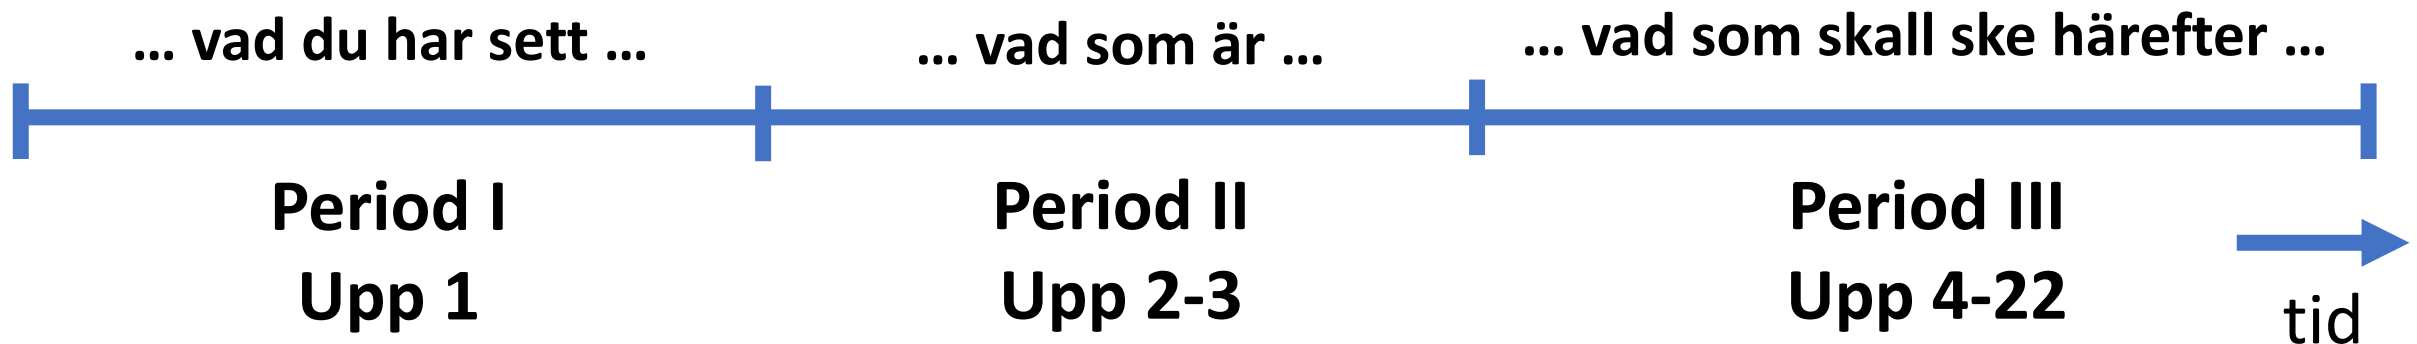 ... vad du har sett ...
... vad som är ...
... vad som skall ske härefter ...
Period I
Period II
Period III
Upp 1
Upp 2-3
Upp 4-22
tid